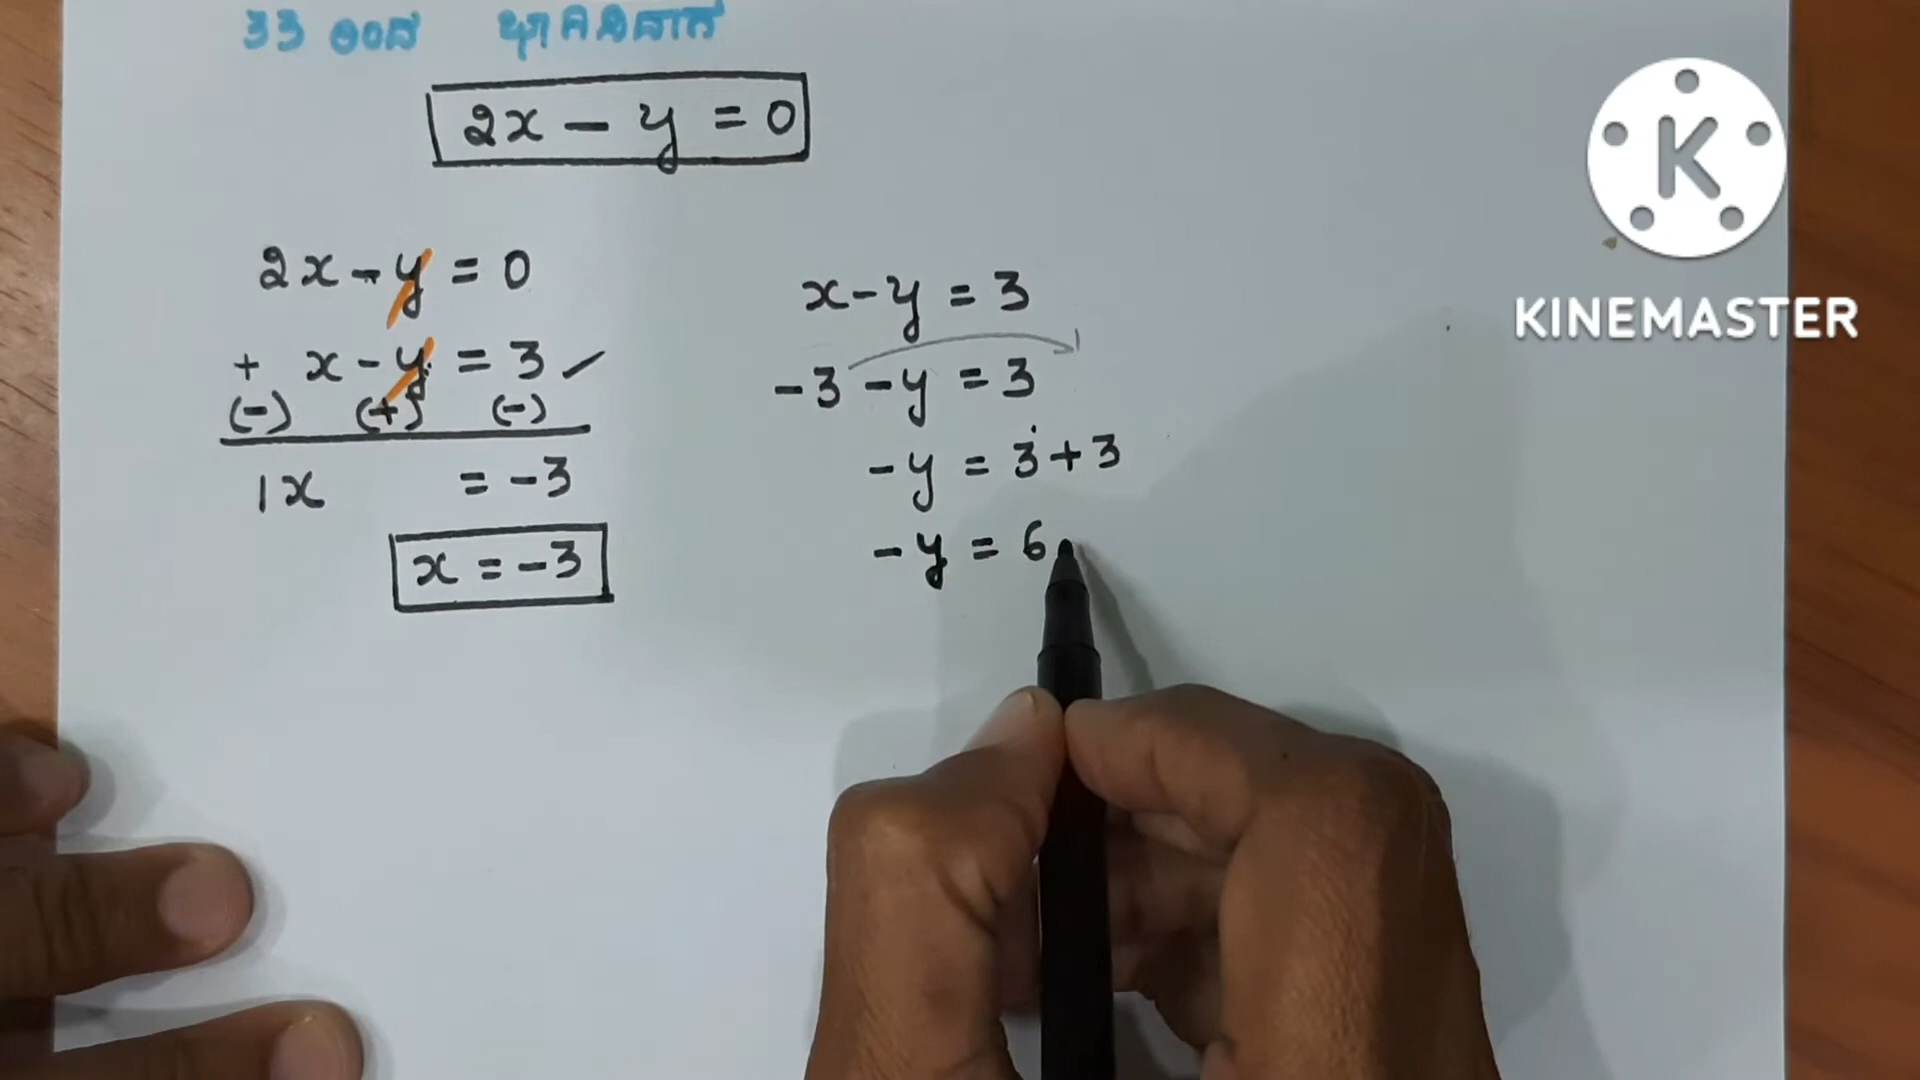 2x - y = 0
2x - y = 0
+ x - y = 3 ✓
(-) (+) (-)
1x = -3
x = -3
x - y = 3
-3 - y = 3
-y = 3 + 3
-y = 6
K
KINEMASTER